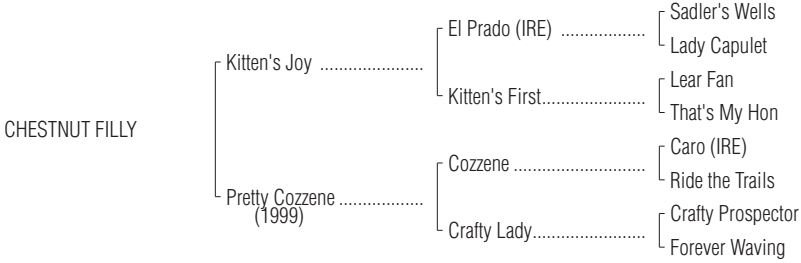 Sadler's Wells
El Prado (IRE) ..................
Lady Capulet
Kitten's Joy ......................
Lear Fan
Kitten's First......................
That's My Hon
CHESTNUT FILLY
Caro (IRE)
Cozzene ............................
Ride the Trails
Pretty Cozzene ..................
(1999)
Crafty Prospector
Crafty Lady........................
Forever Waving